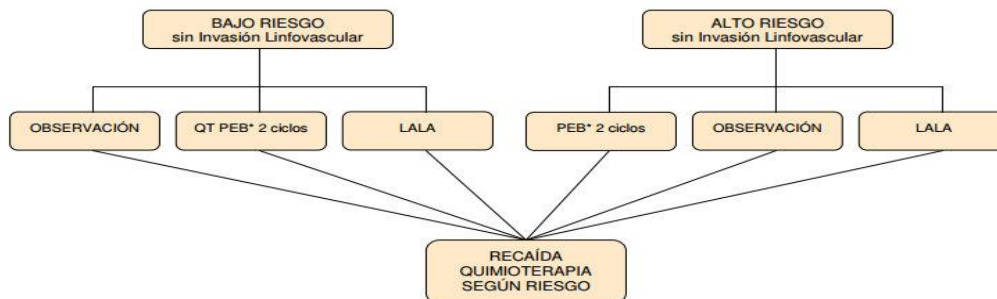 BAJO RIESGO
sin Invasión Linfovascular
ALTO RIESGO
sin Invasión Linfovascular
OBSERVACIÓN
QT PEB* 2 ciclos
LALA
PEB* 2 ciclos
OBSERVACIÓN
LALA
RECAÍDA
QUIMIOTERAPIA
SEGÚN RIESGO